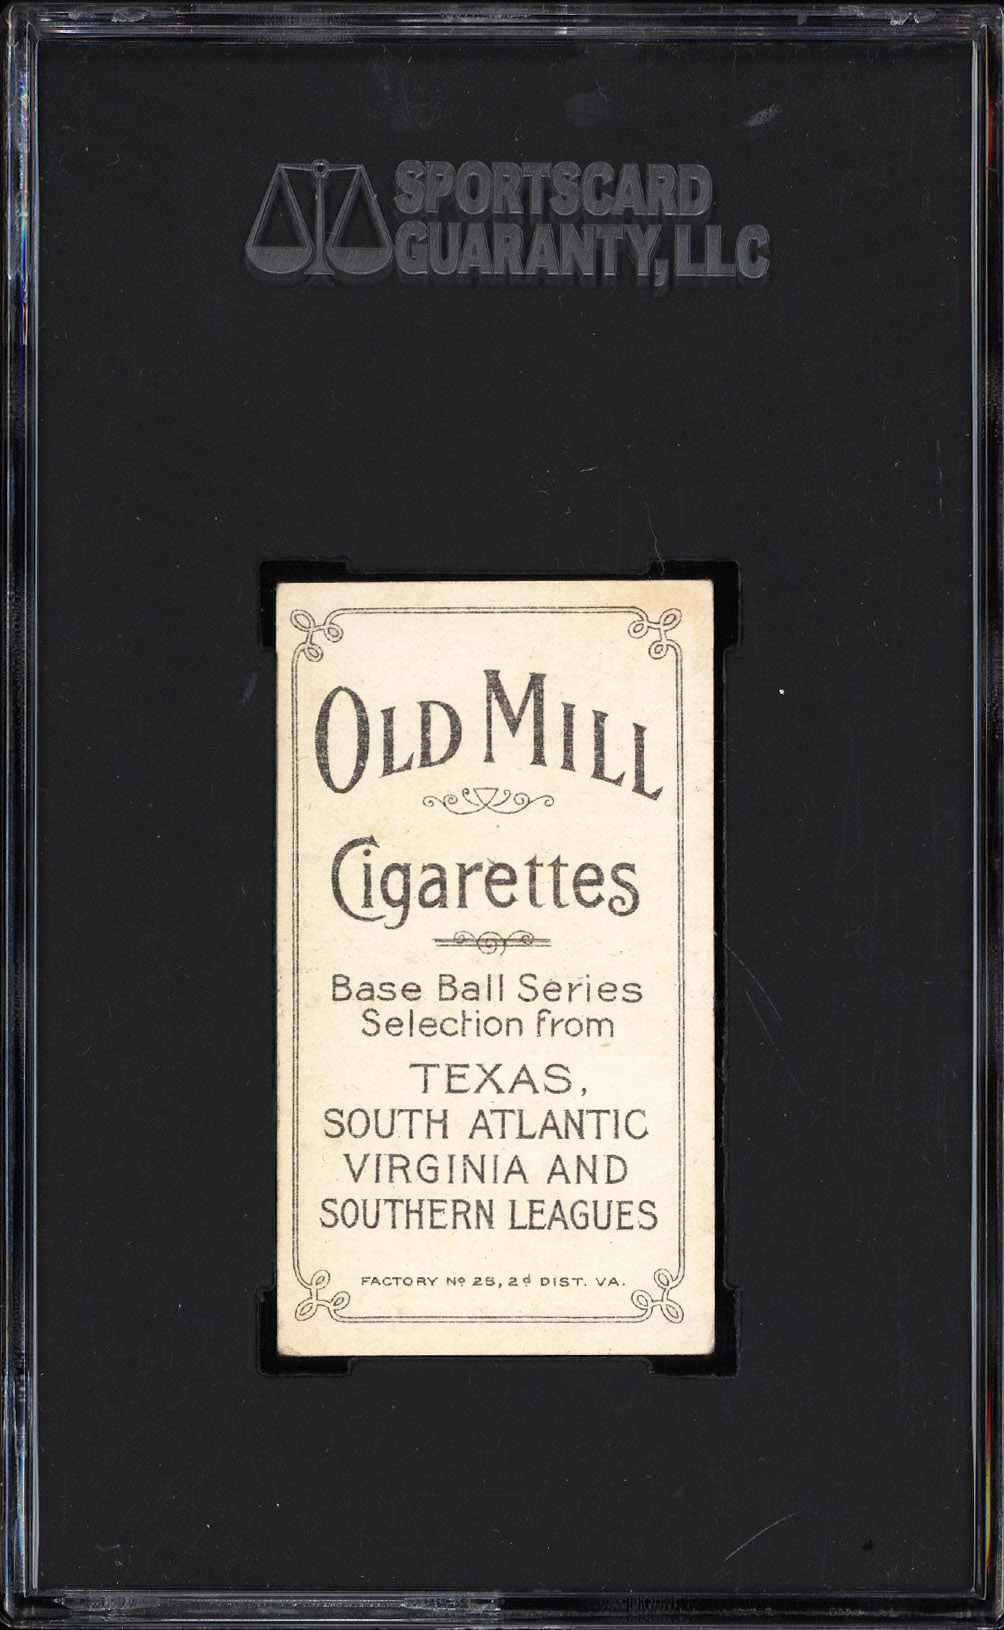 SPORTSCARD
GUARANTY, LLC
OLD MILL
Cigarettes
Base Ball Series
Selection from
TEXAS,
SOUTH ATLANTIC
VIRGINIA AND
SOUTHERN LEAGUES
FACTORY Nº 25, 2d DIST. VA.